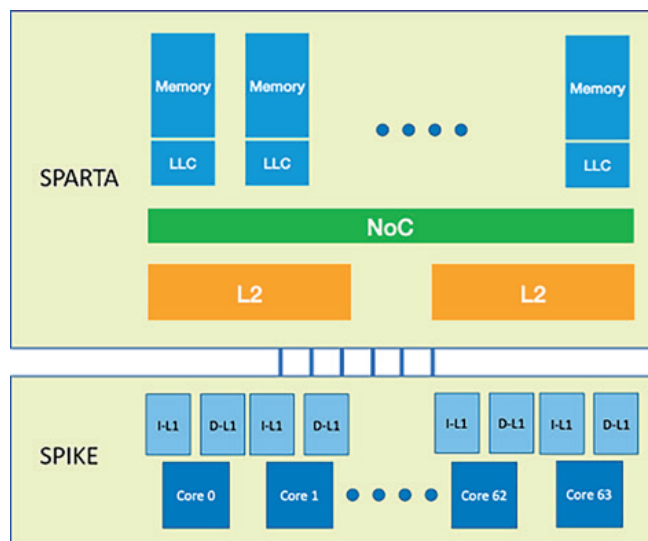 Memory Memory Memory
LLC LLC LLC
SPARTA
NoC
L2 L2
I-L1 D-L1 I-L1 D-L1 I-L1 D-L1 I-L1 D-L1
SPIKE
Core 0 Core 1 Core 62 Core 63